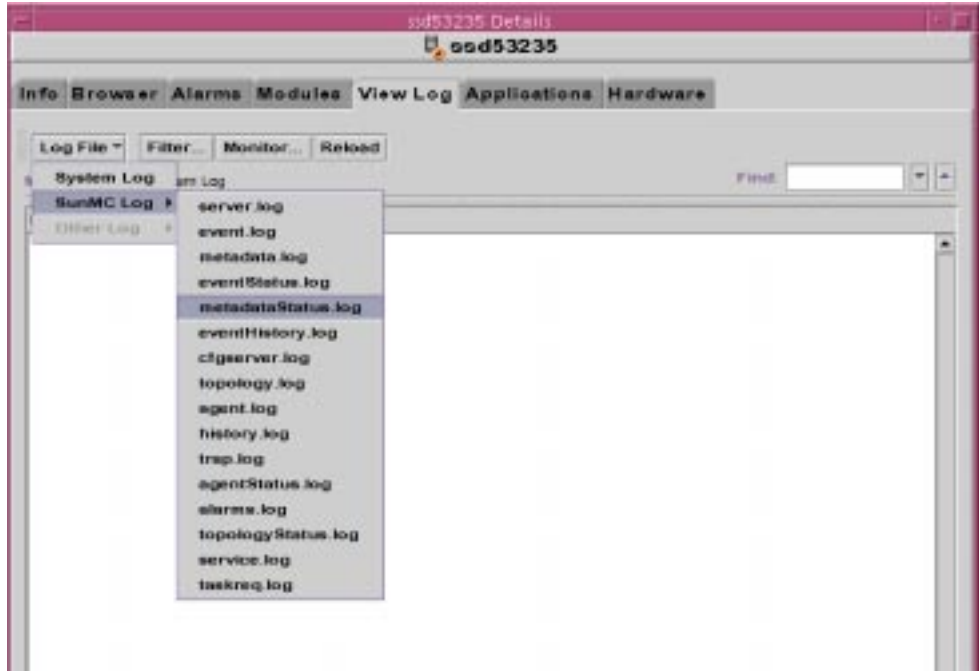 ssd53235 Details
ssd53235
Info Browser Alarms Modules View Log Applications Hardware
Log File Filter... Monitor... Reload
System Log
Log
Find:
SunMC Log
Other Log
server.log
event.log
metadata.log
eventStatus.log
metadataStatus.log
eventHistory.log
cfgserver.log
topology.log
agent.log
history.log
trap.log
agentStatus.log
alarms.log
topologyStatus.log
service.log
taskreq.log